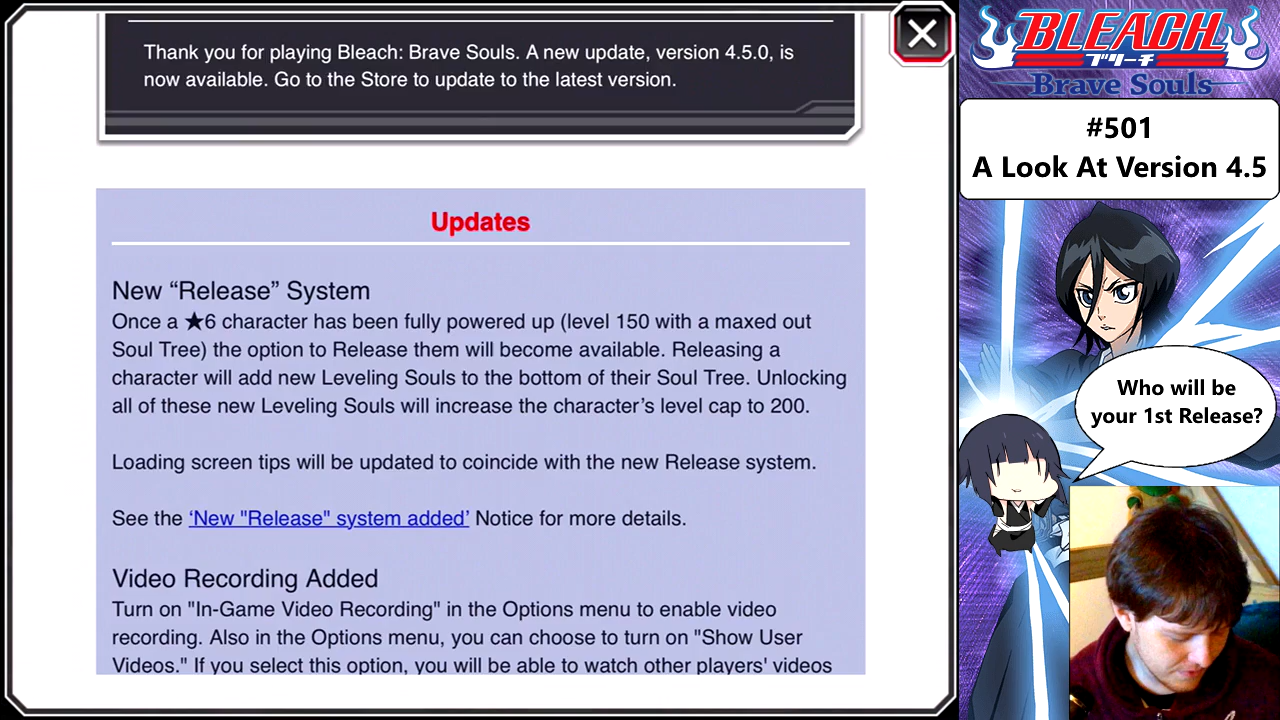 Thank you for playing Bleach: Brave Souls. A new update, version 4.5.0, is
now available. Go to the Store to update to the latest version.
Updates
New “Release” System
Once a ★6 character has been fully powered up (level 150 with a maxed out
Soul Tree) the option to Release them will become available. Releasing a
character will add new Leveling Souls to the bottom of their Soul Tree. Unlocking
all of these new Leveling Souls will increase the character’s level cap to 200.
Loading screen tips will be updated to coincide with the new Release system.
See the ‘New "Release" system added’ Notice for more details.
Video Recording Added
Turn on "In-Game Video Recording" in the Options menu to enable video
recording. Also in the Options menu, you can choose to turn on "Show User
Videos." If you select this option, you will be able to watch other players' videos
BLEACH
ブリーチ
Brave Souls
#501
A Look At Version 4.5
Who will be
your 1st Release?